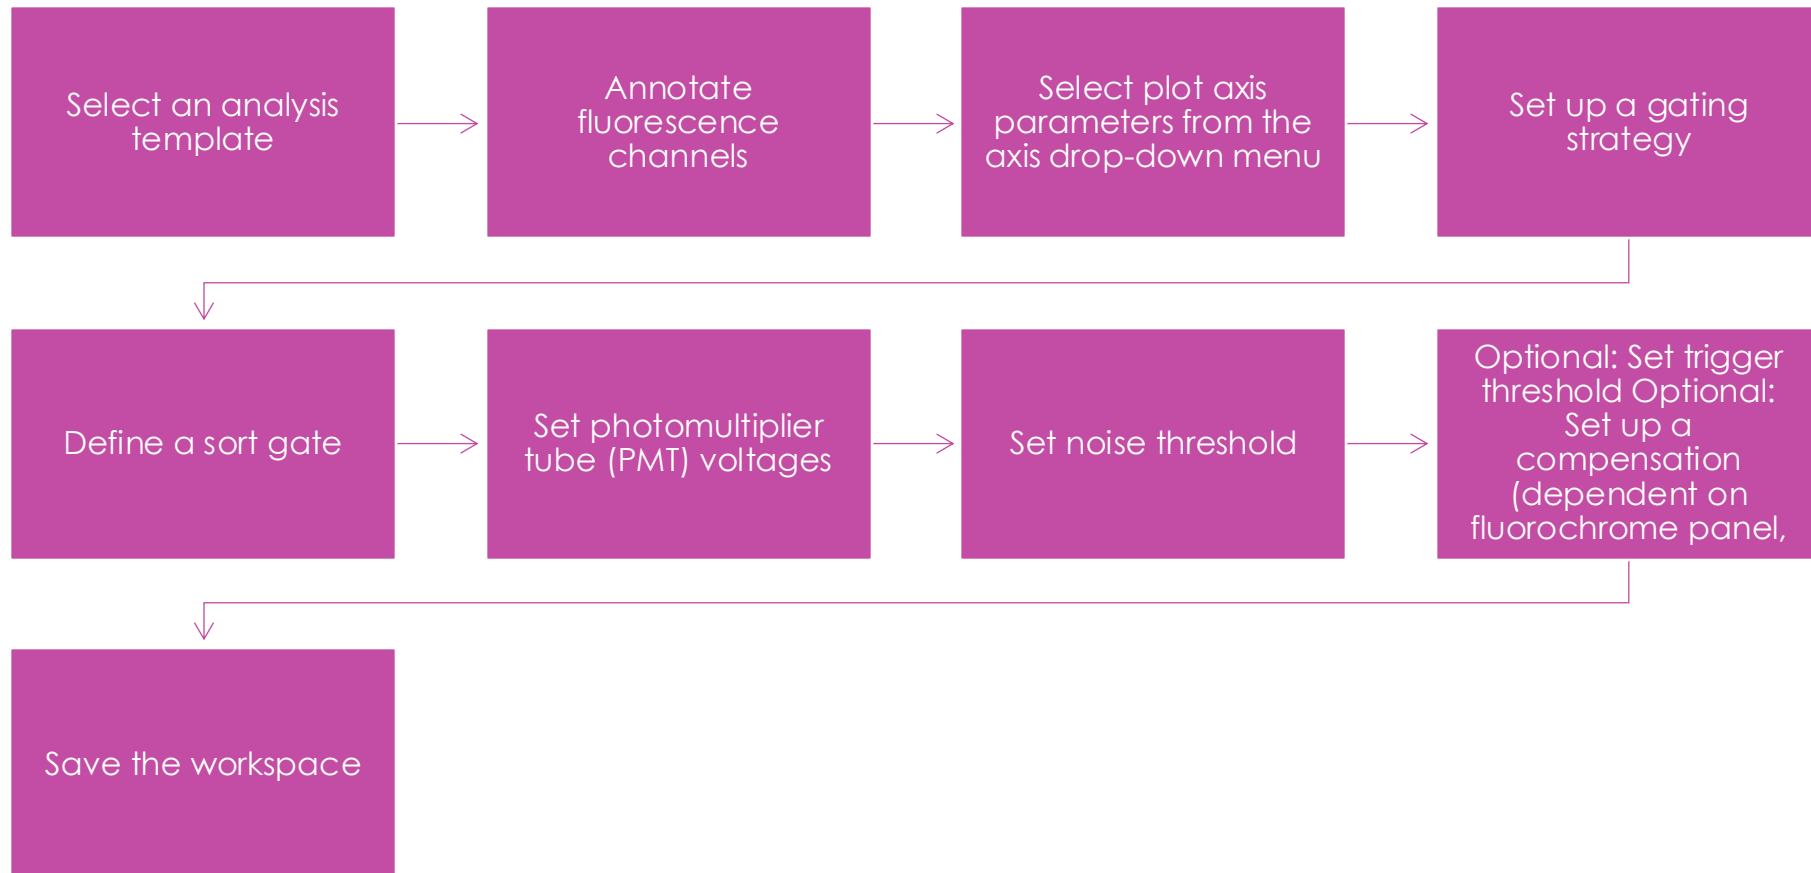 Select an analysis
template
Annotate
fluorescence
channels
Select plot axis
parameters from the
axis drop-down menu
Set up a gating
strategy
Define a sort gate
Set photomultiplier
tube (PMT) voltages
Set noise threshold
Optional: Set trigger
threshold Optional:
Set up a
compensation
(dependent on
fluorochrome panel,
Save the workspace